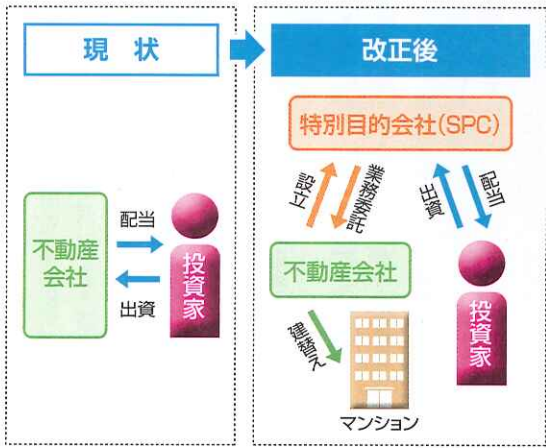 現状
不動産
会社
配当
出資
投資家
改正後
特別目的会社(SPC)
設立
業務委託
出資
配当
不動産会社
建替え
マンション
投資家